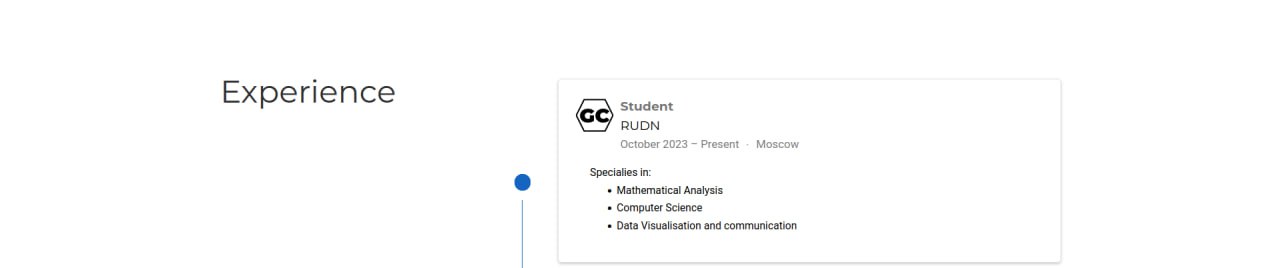 Experience
GC
Student
RUDN
October 2023 – Present · Moscow
Specialies in:
• Mathematical Analysis
• Computer Science
• Data Visualisation and communication